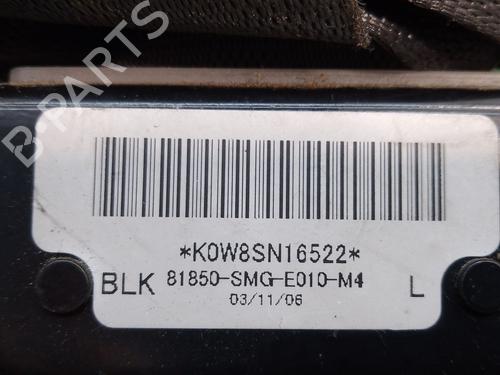 *K0W8SN16522*
BLK 81850-SMG-E010-M4 L
03/11/06
B-PARTS